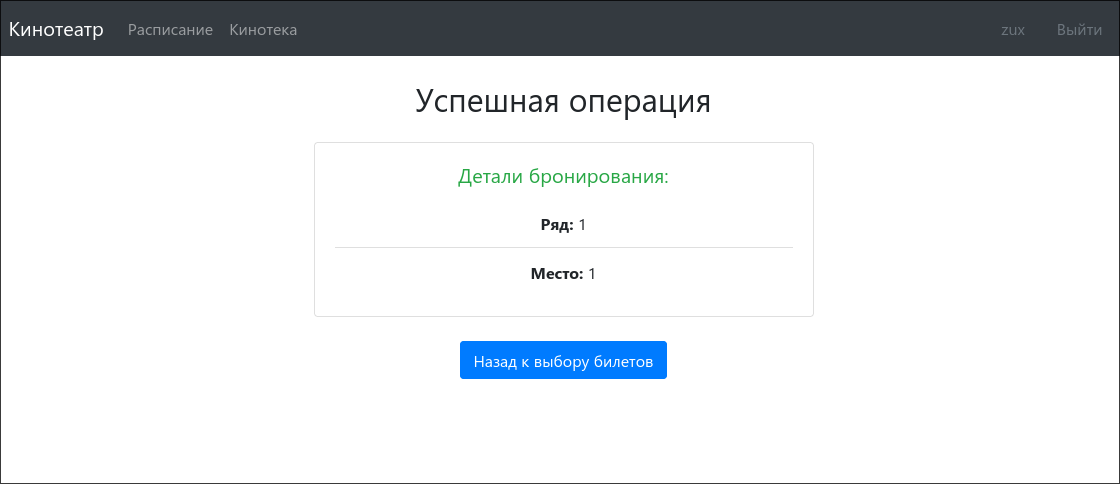 Кинотеатр Расписание Кинотека zux Выйти
Успешная операция
Детали бронирования:
Ряд: 1
Место: 1
Назад к выбору билетов